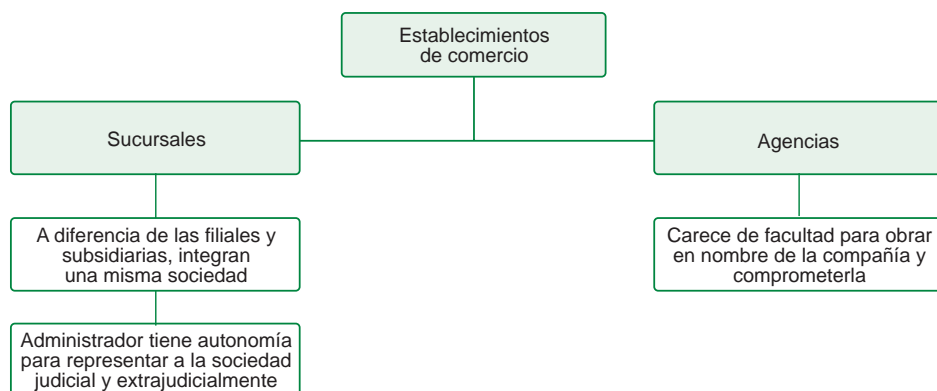 Establecimientos
de comercio
Sucursales
Agencias
A diferencia de las filiales y
subsidiarias, integran
una misma sociedad
Carece de facultad para obrar
en nombre de la compañía y
comprometerla
Administrador tiene autonomía
para representar a la sociedad
judicial y extrajudicialmente